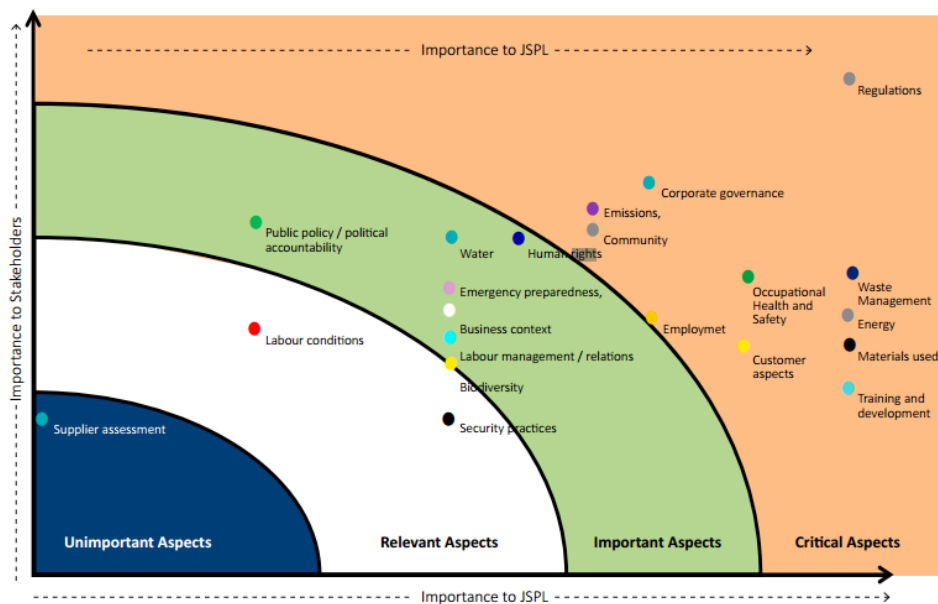 Importance to JSPL
Importance to Stakeholders
Regulations
Corporate governance
Emissions,
Community
Public policy / political
accountability
Water
Human rights
Emergency preparedness,
Occupational
Health and
Safety
Waste
Management
Energy
Business context
Employmet
Labour conditions
Labour management / relations
Customer
aspects
Materials used
Biodiversity
Training and
development
Supplier assessment
Security practices
Unimportant Aspects
Relevant Aspects
Important Aspects
Critical Aspects
Importance to JSPL